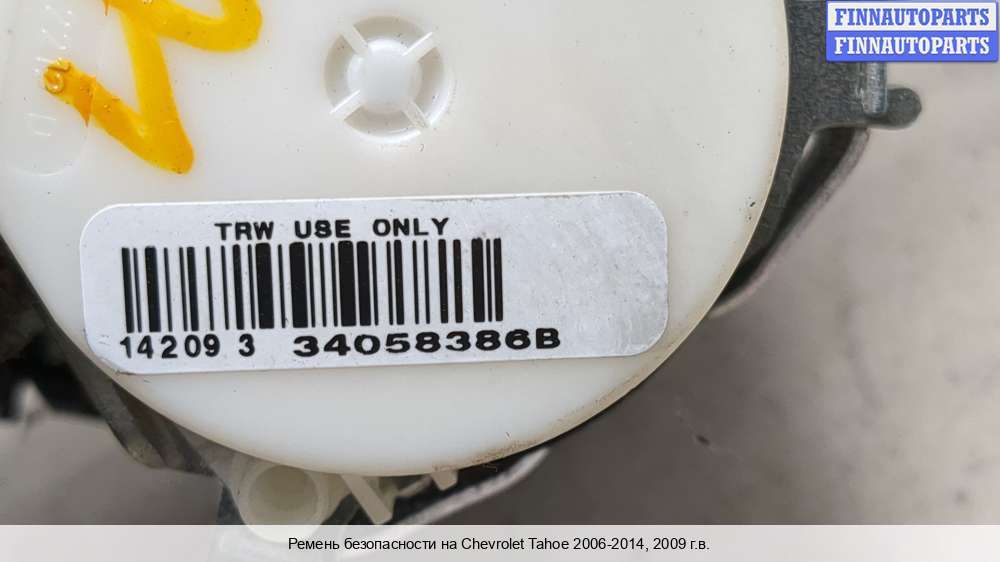 FINNAUTOPARTS
FINNAUTOPARTS
TRW USE ONLY
14209 3 34058386B
Ремень безопасности на Chevrolet Tahoe 2006-2014, 2009 г.в.